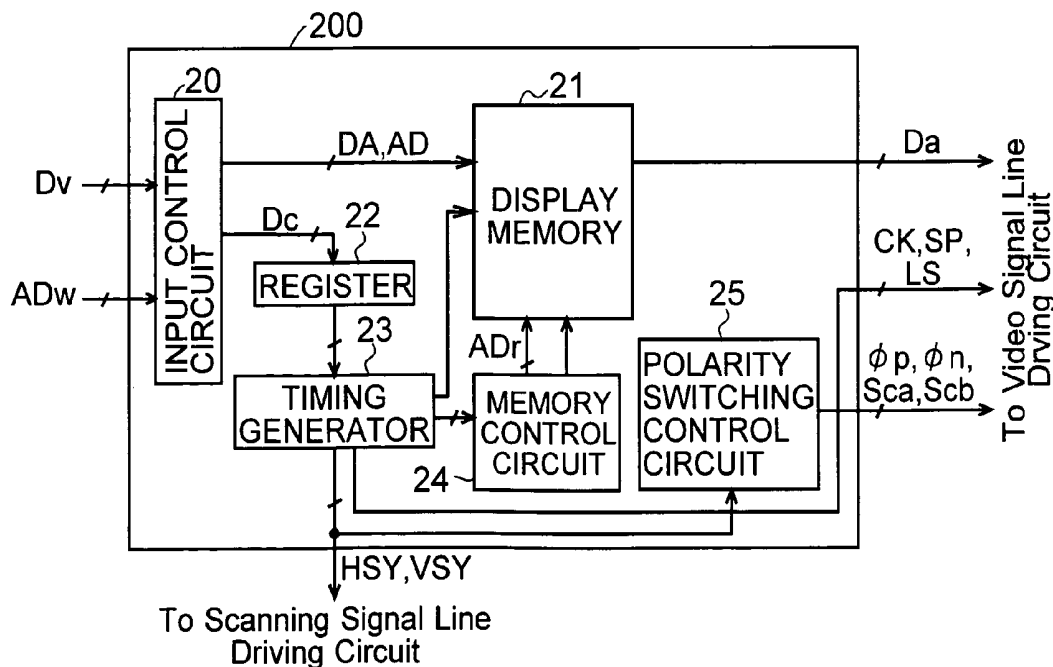 200
20
21
INPUT CONTROL
CIRCUIT
Dv
ADw
DA,AD
Dc
22
REGISTER
23
TIMING
GENERATOR
DISPLAY
MEMORY
ADr
MEMORY
CONTROL
CIRCUIT
24
25
POLARITY
SWITCHING
CONTROL
CIRCUIT
Da
CK,SP,
LS
ϕp,ϕn,
Sca,Scb
To Video Signal Line
Drving Circuit
HSY,VSY
To Scanning Signal Line
Driving Circuit